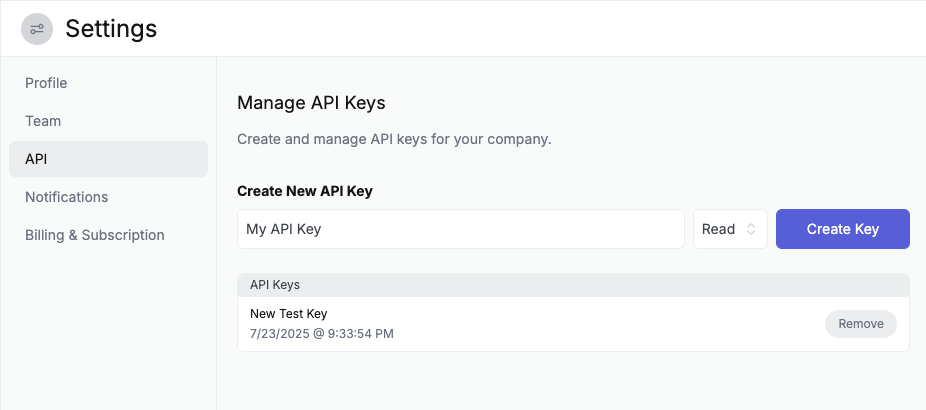 Settings
Profile
Team
API
Notifications
Billing & Subscription
Manage API Keys
Create and manage API keys for your company.
Create New API Key
My API Key
Read
Create Key
API Keys
New Test Key
7/23/2025 @ 9:33:54 PM
Remove